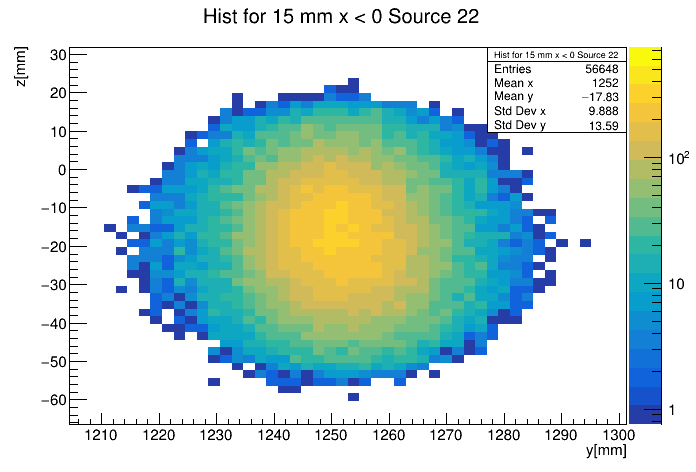 Hist for 15 mm x < 0 Source 22
z[mm]
30
20
10
0
−10
−20
−30
−40
−50
−60
Hist for 15 mm x < 0 Source 22
Entries 56648
Mean x 1252
Mean y −17.83
Std Dev x 9.888
Std Dev y 13.59
10²
10
1
1210 1220 1230 1240 1250 1260 1270 1280 1290 1300
y[mm]